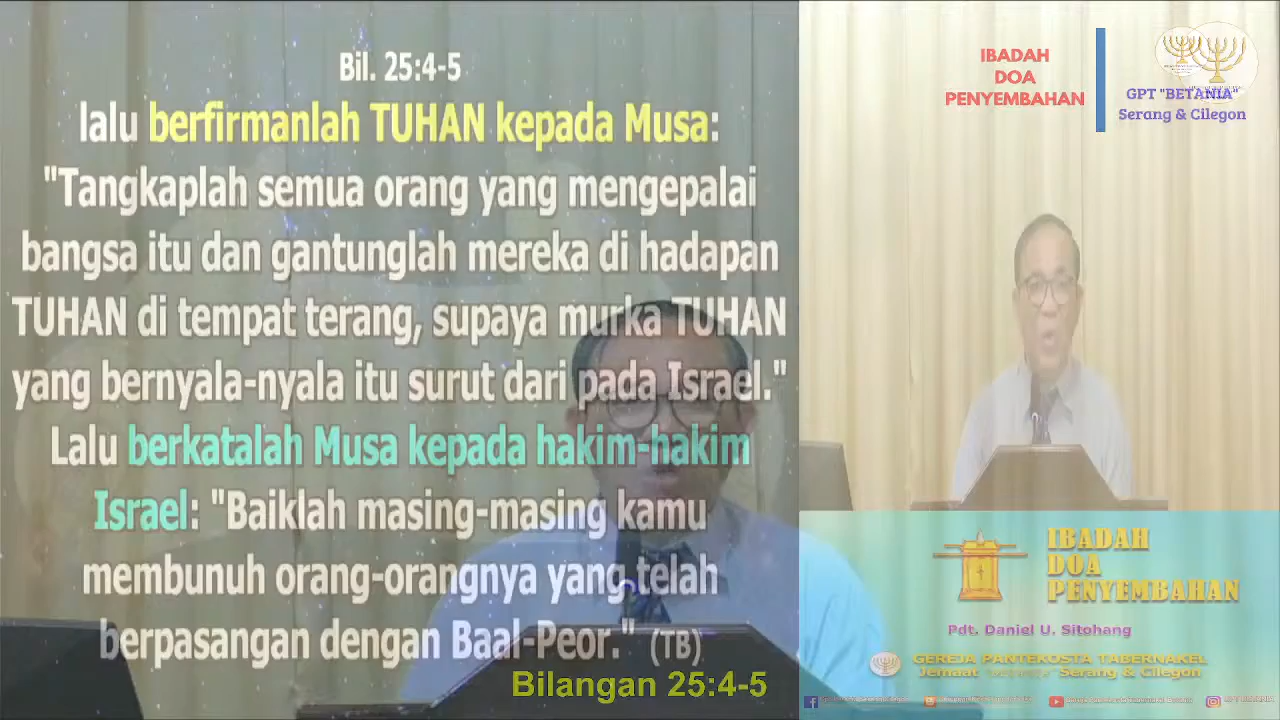 Bil. 25:4-5
lalu berfirmanlah TUHAN kepada Musa:
"Tangkaplah semua orang yang mengepalai
bangsa itu dan gantunglah mereka di hadapan
TUHAN di tempat terang, supaya murka TUHAN
yang bernyala-nyala itu surut dari pada Israel."
Lalu berkatalah Musa kepada hakim-hakim
Israel: "Baiklah masing-masing kamu
membunuh orang-orangnya yang telah
berpasangan dengan Baal-Peor." (TB)
Bilangan 25:4-5
IBADAH
DOA
PENYEMBAHAN
GPT "BETANIA"
Serang & Cilegon
IBADAH
DOA
PENYEMBAHAN
Pdt. Daniel U. Sitohang
GEREJA PANTEKOSTA TABERNAKEL
Jemaat Serang & Cilegon